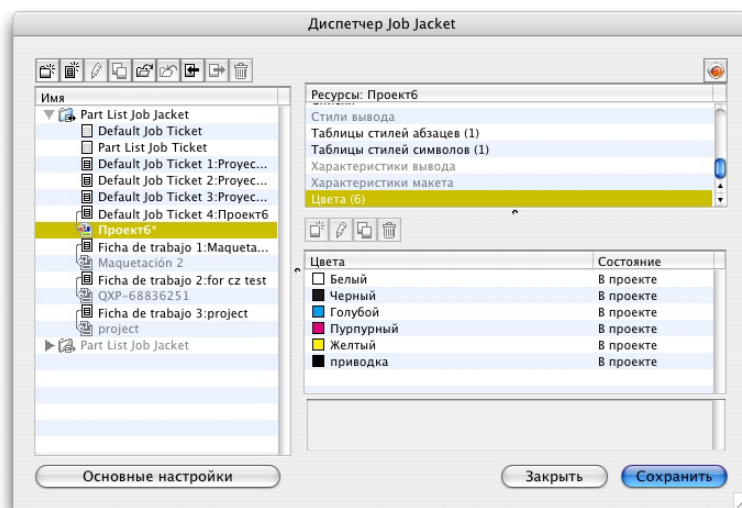 Диспетчер Job Jacket
Имя
Part List Job Jacket
Default Job Ticket
Part List Job Ticket
Default Job Ticket 1:Proyec...
Default Job Ticket 2:Proyec...
Default Job Ticket 3:Proyec...
Default Job Ticket 4:Проект6
Проект6*
Ficha de trabajo 1:Maqueta...
Maquetación 2
Ficha de trabajo 2:for cz test
QXP-68836251
Ficha de trabajo 3:project
project
Part List Job Jacket
Ресурсы: Проект6
Стили вывода
Таблицы стилей абзацев (1)
Таблицы стилей символов (1)
Характеристики вывода
Характеристики макета
Цвета (6)
Цвета Состояние
Белый В проекте
Черный В проекте
Голубой В проекте
Пурпурный В проекте
Желтый В проекте
приводка В проекте
Основные настройки
Закрыть
Сохранить